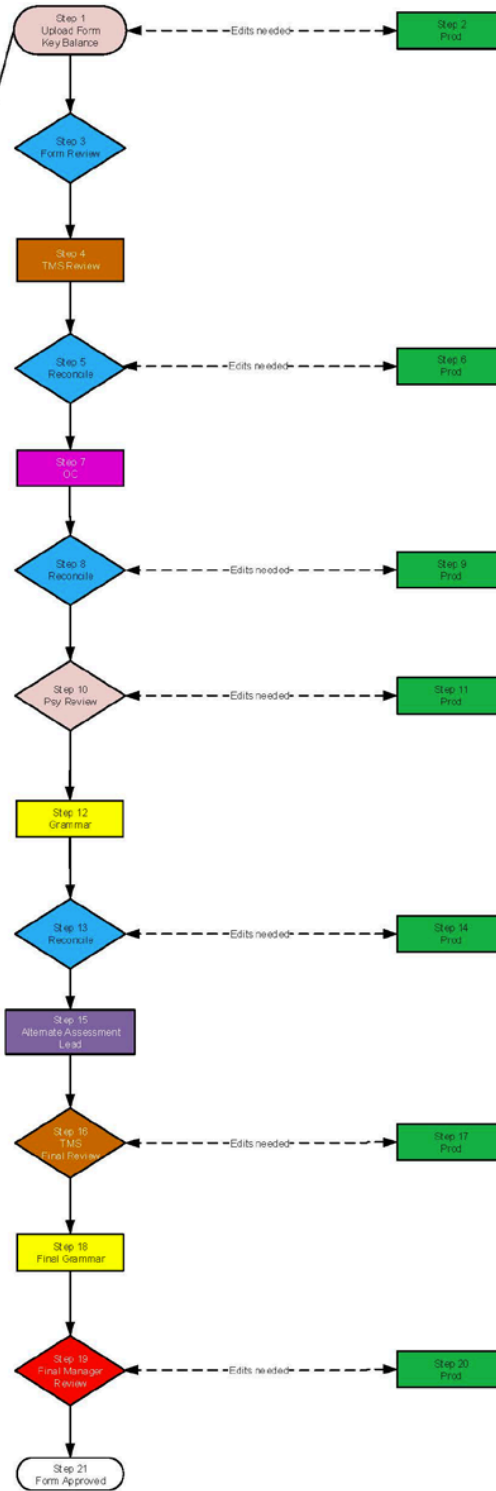 Step 1
Upload Form
Key Balance
Edits needed
Step 2
Prod
Step 3
Form Review
Step 4
TMS Review
Step 5
Reconcile
Edits needed
Step 6
Prod
Step 7
OC
Step 8
Reconcile
Edits needed
Step 9
Prod
Step 10
Psy Review
Edits needed
Step 11
Prod
Step 12
Grammar
Step 13
Reconcile
Edits needed
Step 14
Prod
Step 15
Alternate Assessment
Lead
Step 16
TMS
Final Review
Edits needed
Step 17
Prod
Step 18
Final Grammar
Step 19
Final Manager
Review
Edits needed
Step 20
Prod
Step 21
Form Approved